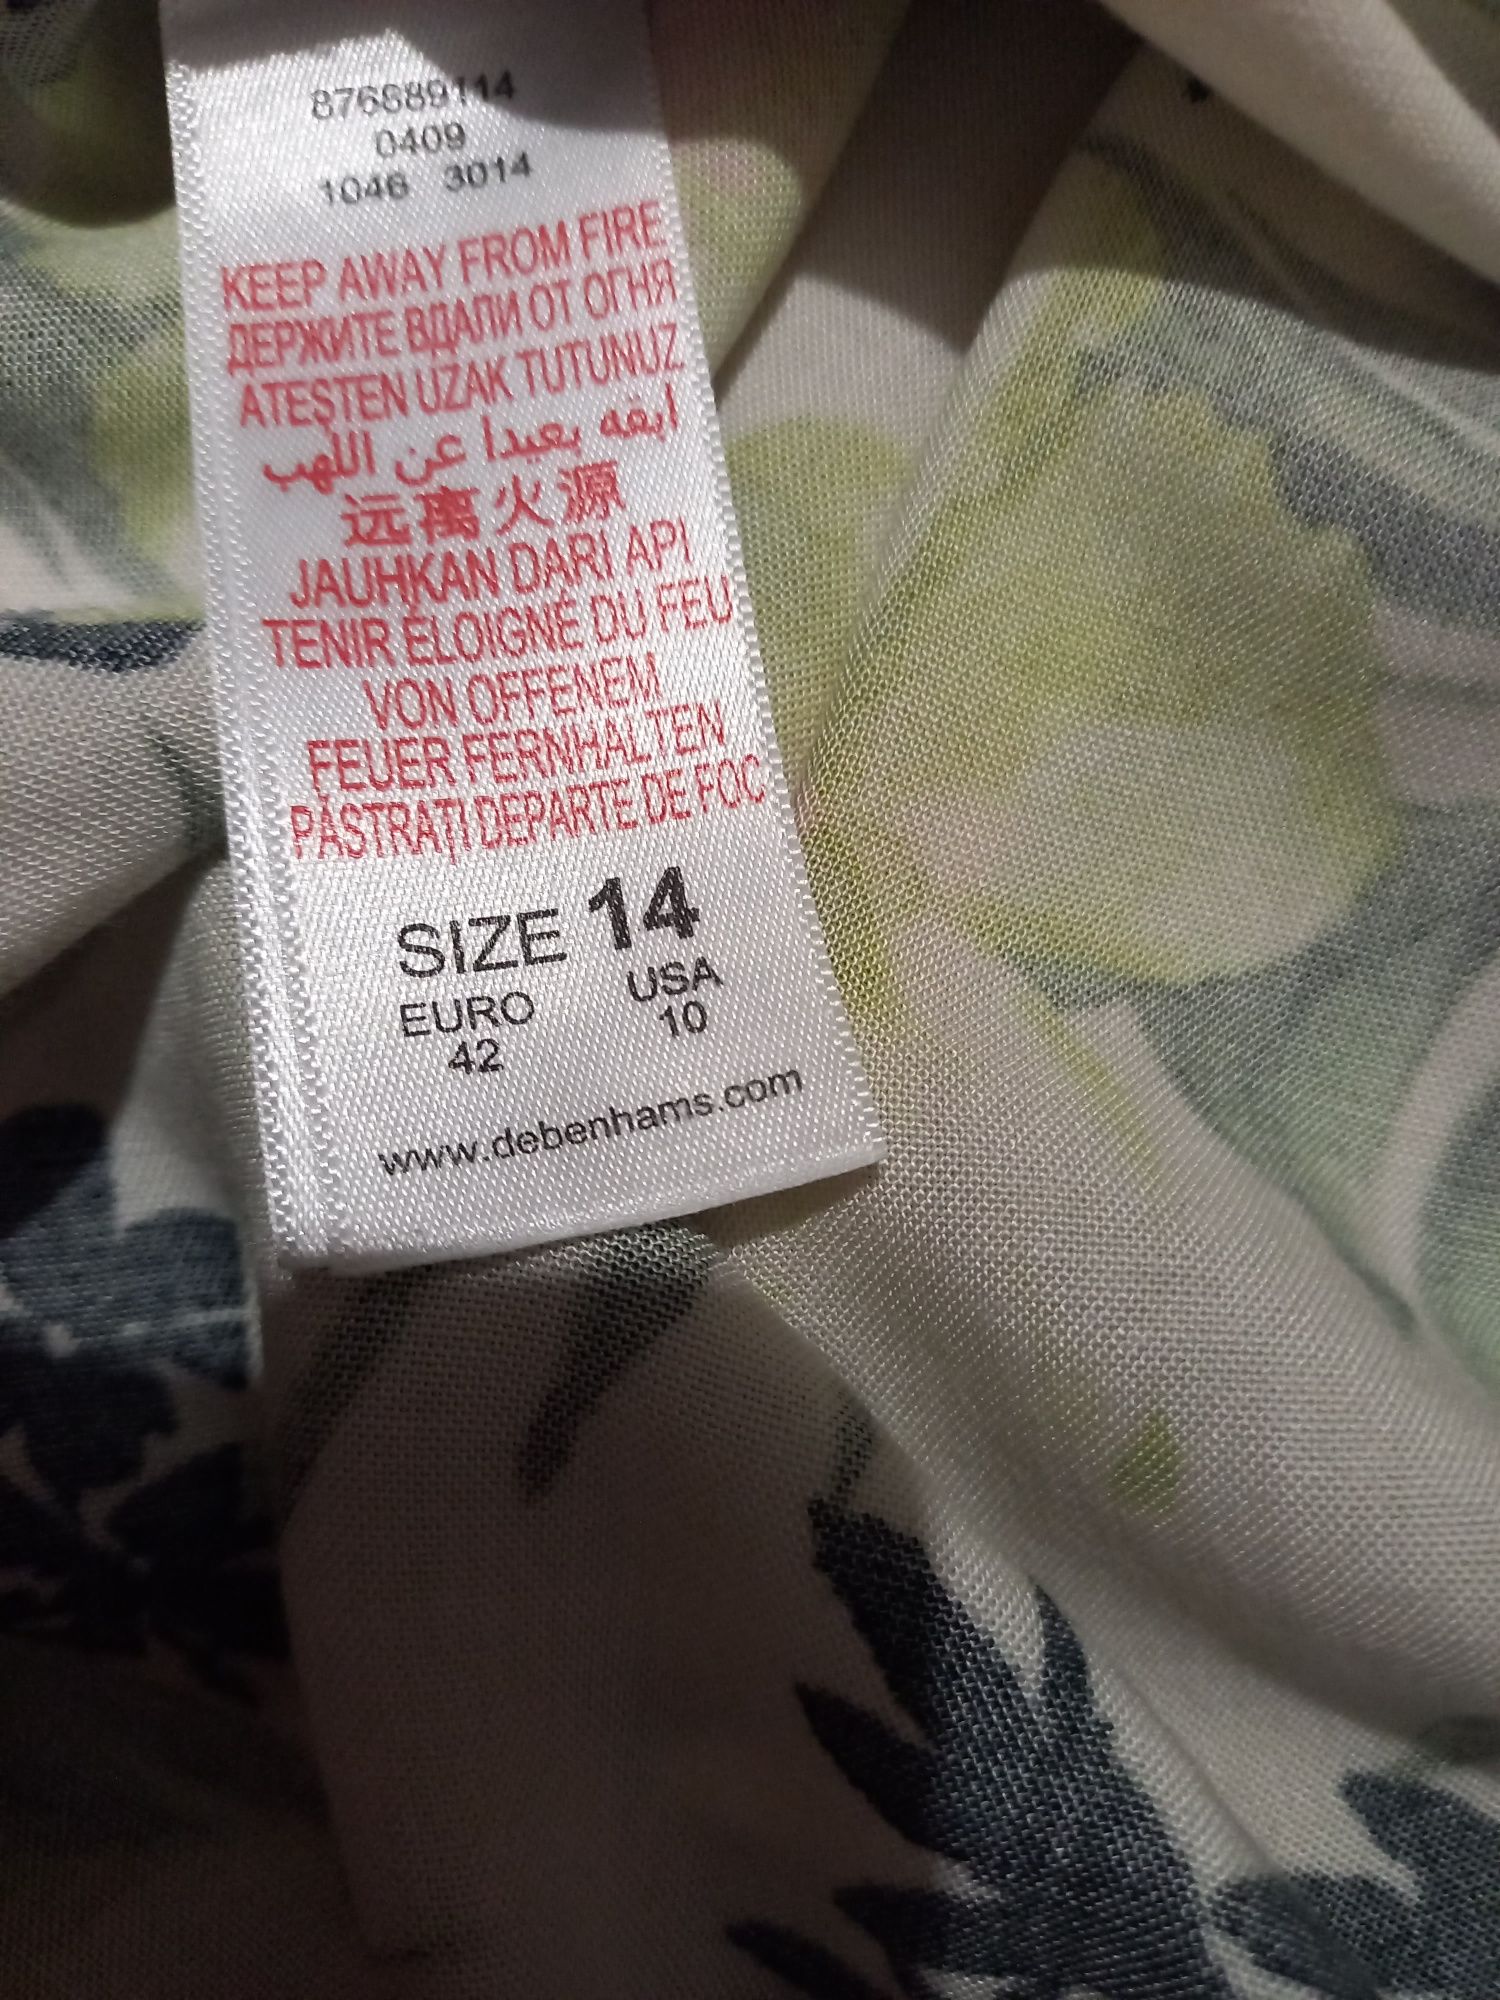 876889114
0409
1046 3014
KEEP AWAY FROM FIRE
ДЕРЖИТЕ ВДАЛИ ОТ ОГНЯ
ATEŞTEN UZAK TUTUNUZ
ابقه بعيدا عن اللهب
远离火源
JAUHKAN DARI API
TENIR ÉLOIGNÉ DU FEU
VON OFFENEM
FEUER FERNHALTEN
PĂSTRAȚI DEPARTE DE FOC
SIZE 14
EURO USA
42 10
www.debenhams.com